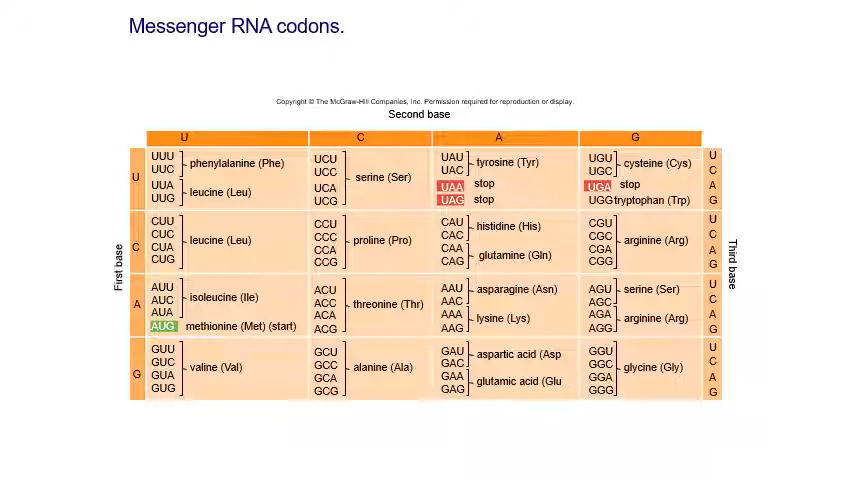 Messenger RNA codons.
Copyright © The McGraw-Hill Companies, Inc. Permission required for reproduction or display.
Second base
U C A G
First base
Third base
U
UUU
UUC
phenylalanine (Phe)
UUA
UUG
leucine (Leu)
UCU
UCC
UCA
UCG
serine (Ser)
UAU
UAC
tyrosine (Tyr)
UAA stop
UAG stop
UGU
UGC
cysteine (Cys)
UGA stop
UGG tryptophan (Trp)
U
C
A
G
C
CUU
CUC
CUA
CUG
leucine (Leu)
CCU
CCC
CCA
CCG
proline (Pro)
CAU
CAC
histidine (His)
CAA
CAG
glutamine (Gln)
CGU
CGC
CGA
CGG
arginine (Arg)
U
C
A
G
A
AUU
AUC
AUA
isoleucine (Ile)
AUG methionine (Met) (start)
ACU
ACC
ACA
ACG
threonine (Thr)
AAU
AAC
asparagine (Asn)
AAA
AAG
lysine (Lys)
AGU
AGC
serine (Ser)
AGA
AGG
arginine (Arg)
U
C
A
G
G
GUU
GUC
GUA
GUG
valine (Val)
GCU
GCC
GCA
GCG
alanine (Ala)
GAU
GAC
aspartic acid (Asp
GAA
GAG
glutamic acid (Glu
GGU
GGC
GGA
GGG
glycine (Gly)
U
C
A
G